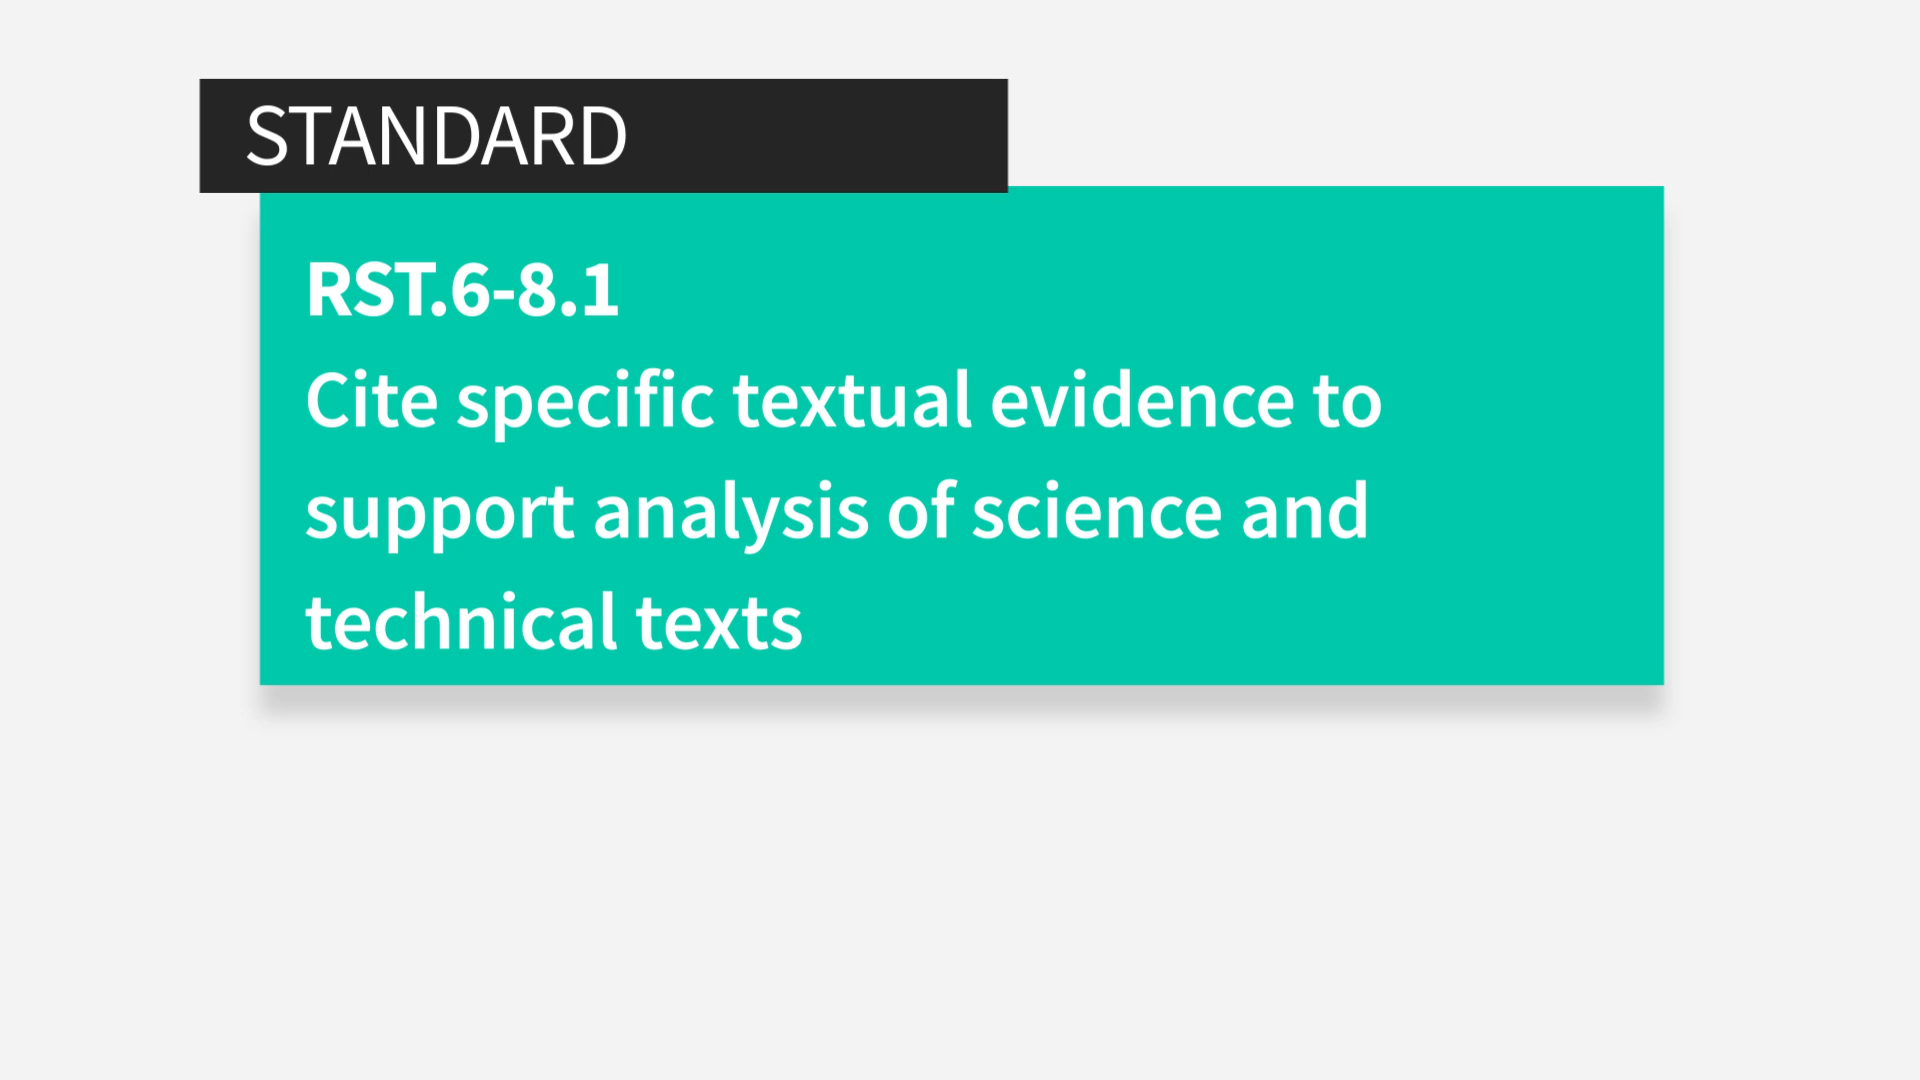 STANDARD
RST.6-8.1
Cite specific textual evidence to
support analysis of science and
technical texts